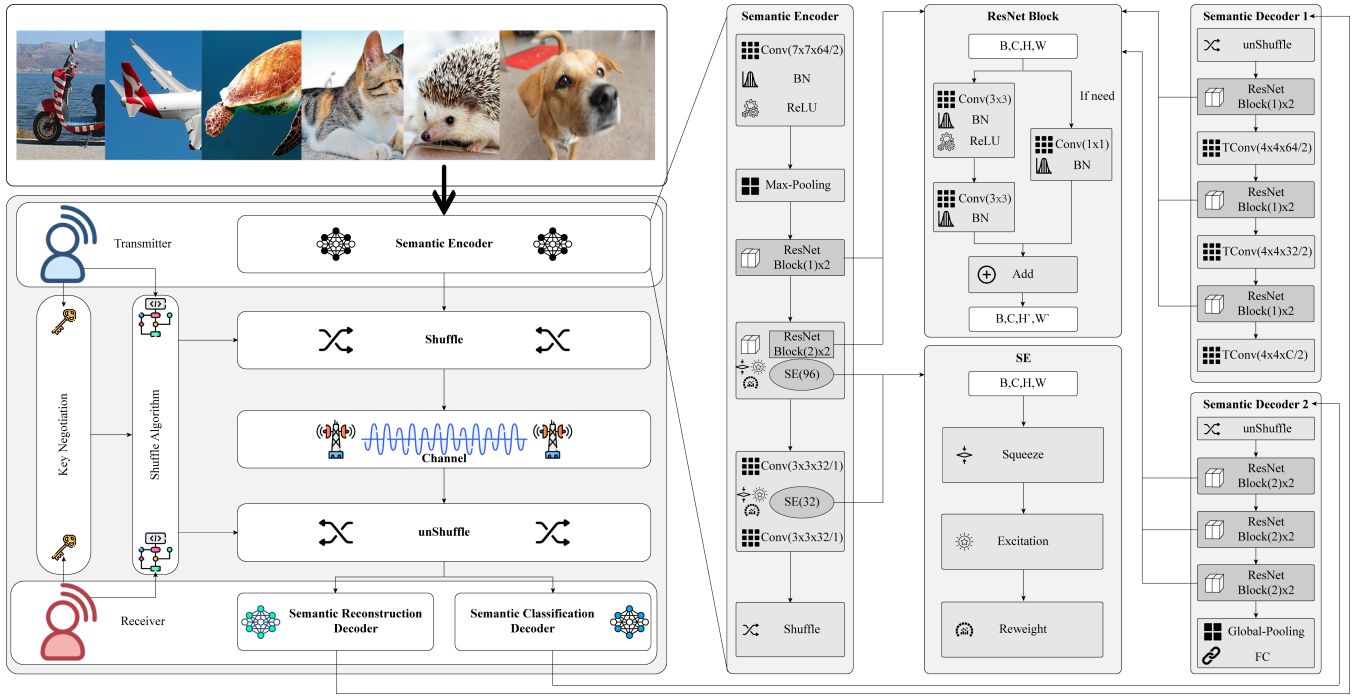 Transmitter
Semantic Encoder
Shuffle
Channel
unShuffle
Key Negotiation
Shuffle Algorithm
Receiver
Semantic Reconstruction
Decoder
Semantic Classification
Decoder
Semantic Encoder
Conv(7x7x64/2)
BN
ReLU
Max-Pooling
ResNet
Block(1)x2
ResNet
Block(2)x2
SE(96)
Conv(3x3x32/1)
SE(32)
Conv(3x3x32/1)
Shuffle
ResNet Block
B,C,H,W
If need
Conv(3x3)
BN
ReLU
Conv(1x1)
BN
Conv(3x3)
BN
Add
B,C,H`,W`
SE
B,C,H,W
Squeeze
Excitation
Reweight
Semantic Decoder 1
unShuffle
ResNet
Block(1)x2
TConv(4x4x64/2)
ResNet
Block(1)x2
TConv(4x4x32/2)
ResNet
Block(1)x2
TConv(4x4xC/2)
Semantic Decoder 2
unShuffle
ResNet
Block(2)x2
ResNet
Block(2)x2
ResNet
Block(2)x2
Global-Pooling
FC